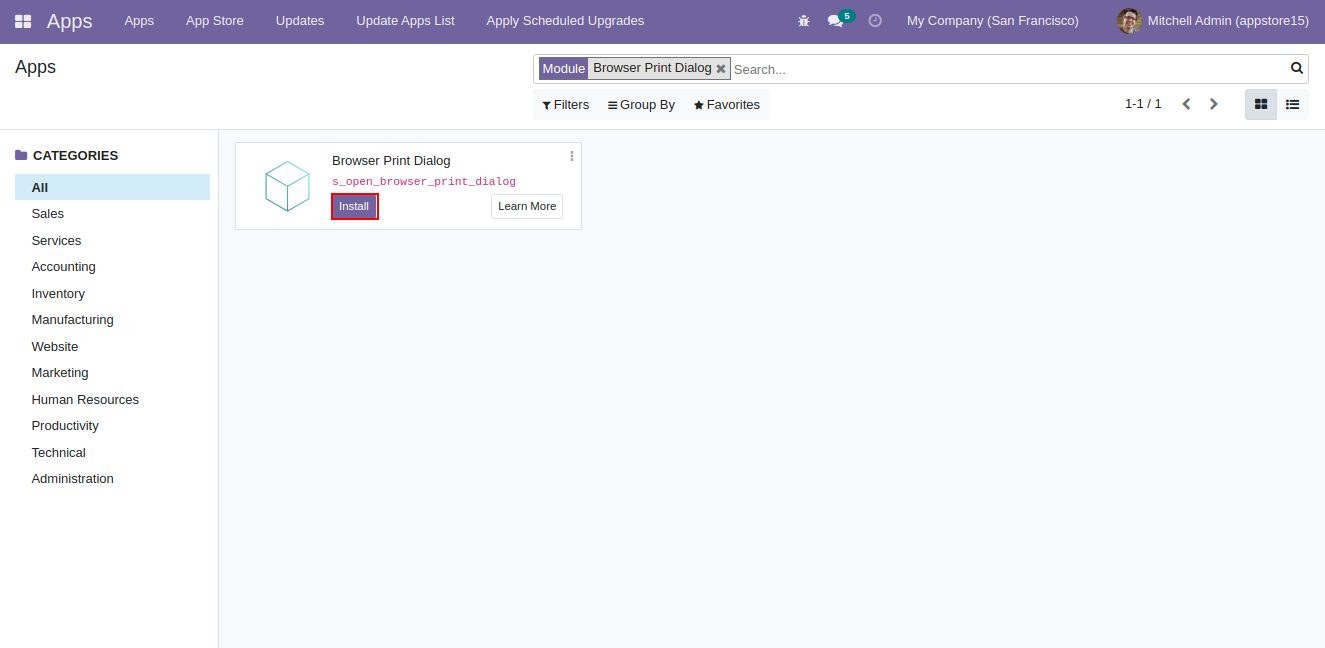 Apps Apps App Store Updates Update Apps List Apply Scheduled Upgrades 5 My Company (San Francisco) Mitchell Admin (appstore15)
Apps
Module Browser Print Dialog Search...
Filters Group By Favorites 1-1 / 1
CATEGORIES
All
Sales
Services
Accounting
Inventory
Manufacturing
Website
Marketing
Human Resources
Productivity
Technical
Administration
Browser Print Dialog
s_open_browser_print_dialog
Install Learn More